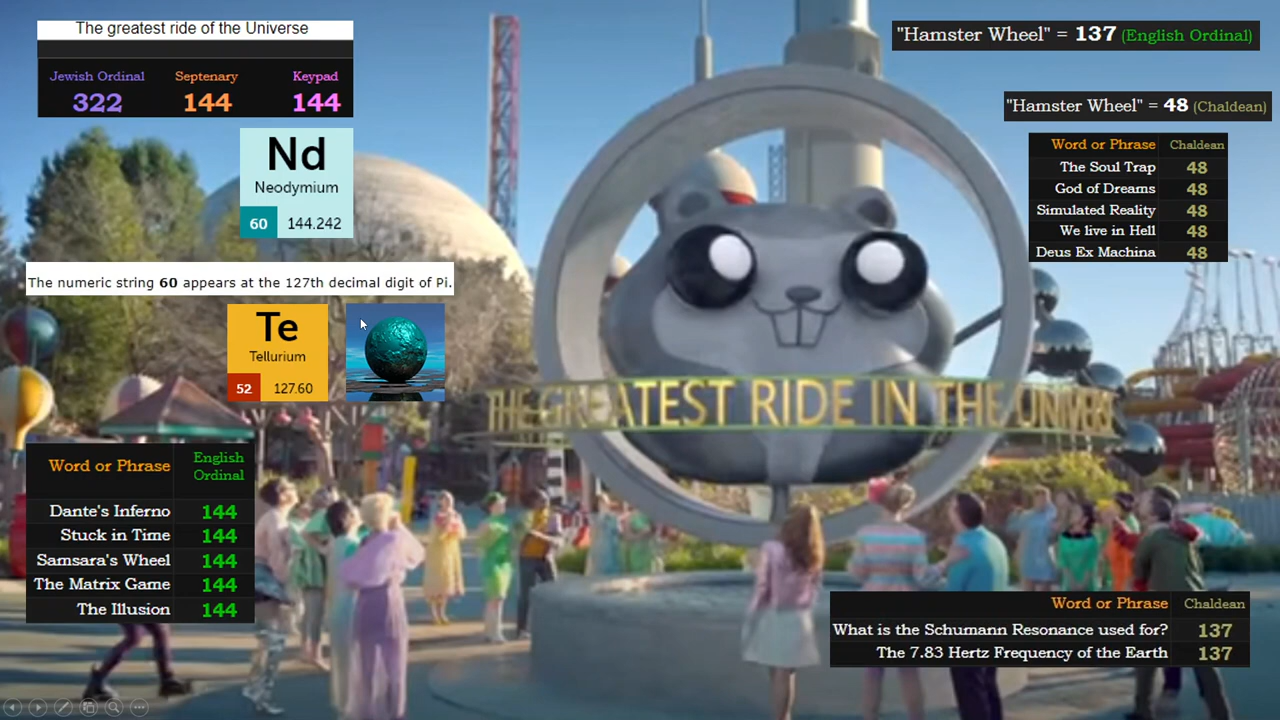 The greatest ride of the Universe
Jewish Ordinal Septenary Keypad
322 144 144
Nd
Neodymium
60 144.242
The numeric string 60 appears at the 127th decimal digit of Pi.
Te
Tellurium
52 127.60
Word or Phrase English Ordinal
Dante's Inferno 144
Stuck in Time 144
Samsara's Wheel 144
The Matrix Game 144
The Illusion 144
THE GREATEST RIDE IN THE UNIVERS
"Hamster Wheel" = 137 (English Ordinal)
"Hamster Wheel" = 48 (Chaldean)
Word or Phrase Chaldean
The Soul Trap 48
God of Dreams 48
Simulated Reality 48
We live in Hell 48
Deus Ex Machina 48
Word or Phrase Chaldean
What is the Schumann Resonance used for? 137
The 7.83 Hertz Frequency of the Earth 137